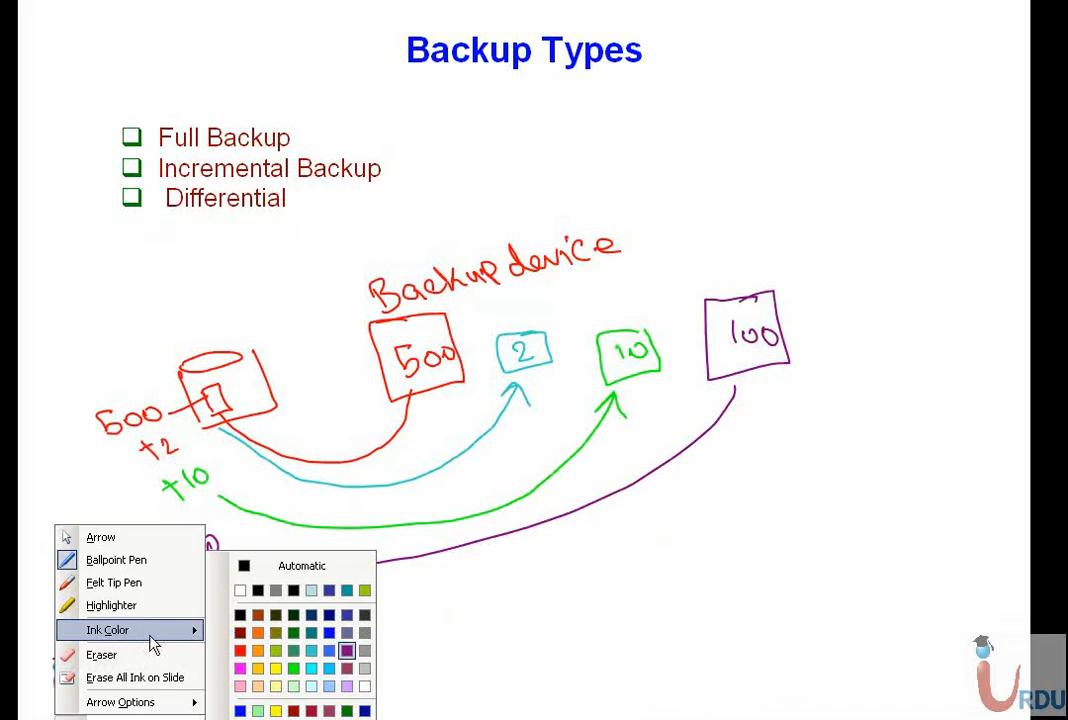 Backup Types
Full Backup
Incremental Backup
Differential
Backup device
500
2
10
100
500
+2
+10
Arrow
Ballpoint Pen
Felt Tip Pen
Highlighter
Ink Color
Eraser
Erase All Ink on Slide
Arrow Options
Automatic
URDU